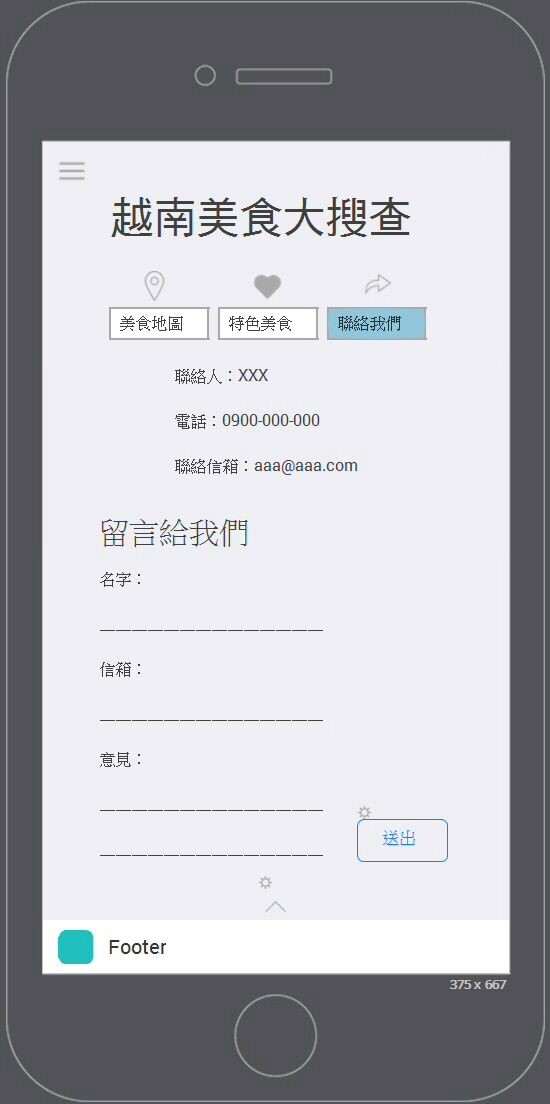 越南美食大搜查
美食地圖
特色美食
聯絡我們
聯絡人：XXX
電話：0900-000-000
聯絡信箱：aaa@aaa.com
留言給我們
名字：
信箱：
意見：
送出
Footer
375 x 667